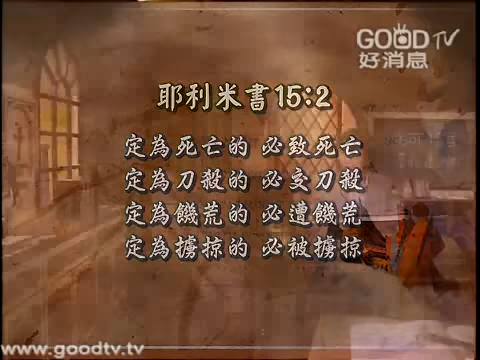 GOODTV
好消息
耶利米書15:2
定為死亡的 必致死亡
定為刀殺的 必交刀殺
定為饑荒的 必遭饑荒
定為擄掠的 必被擄掠
www.goodtv.tv